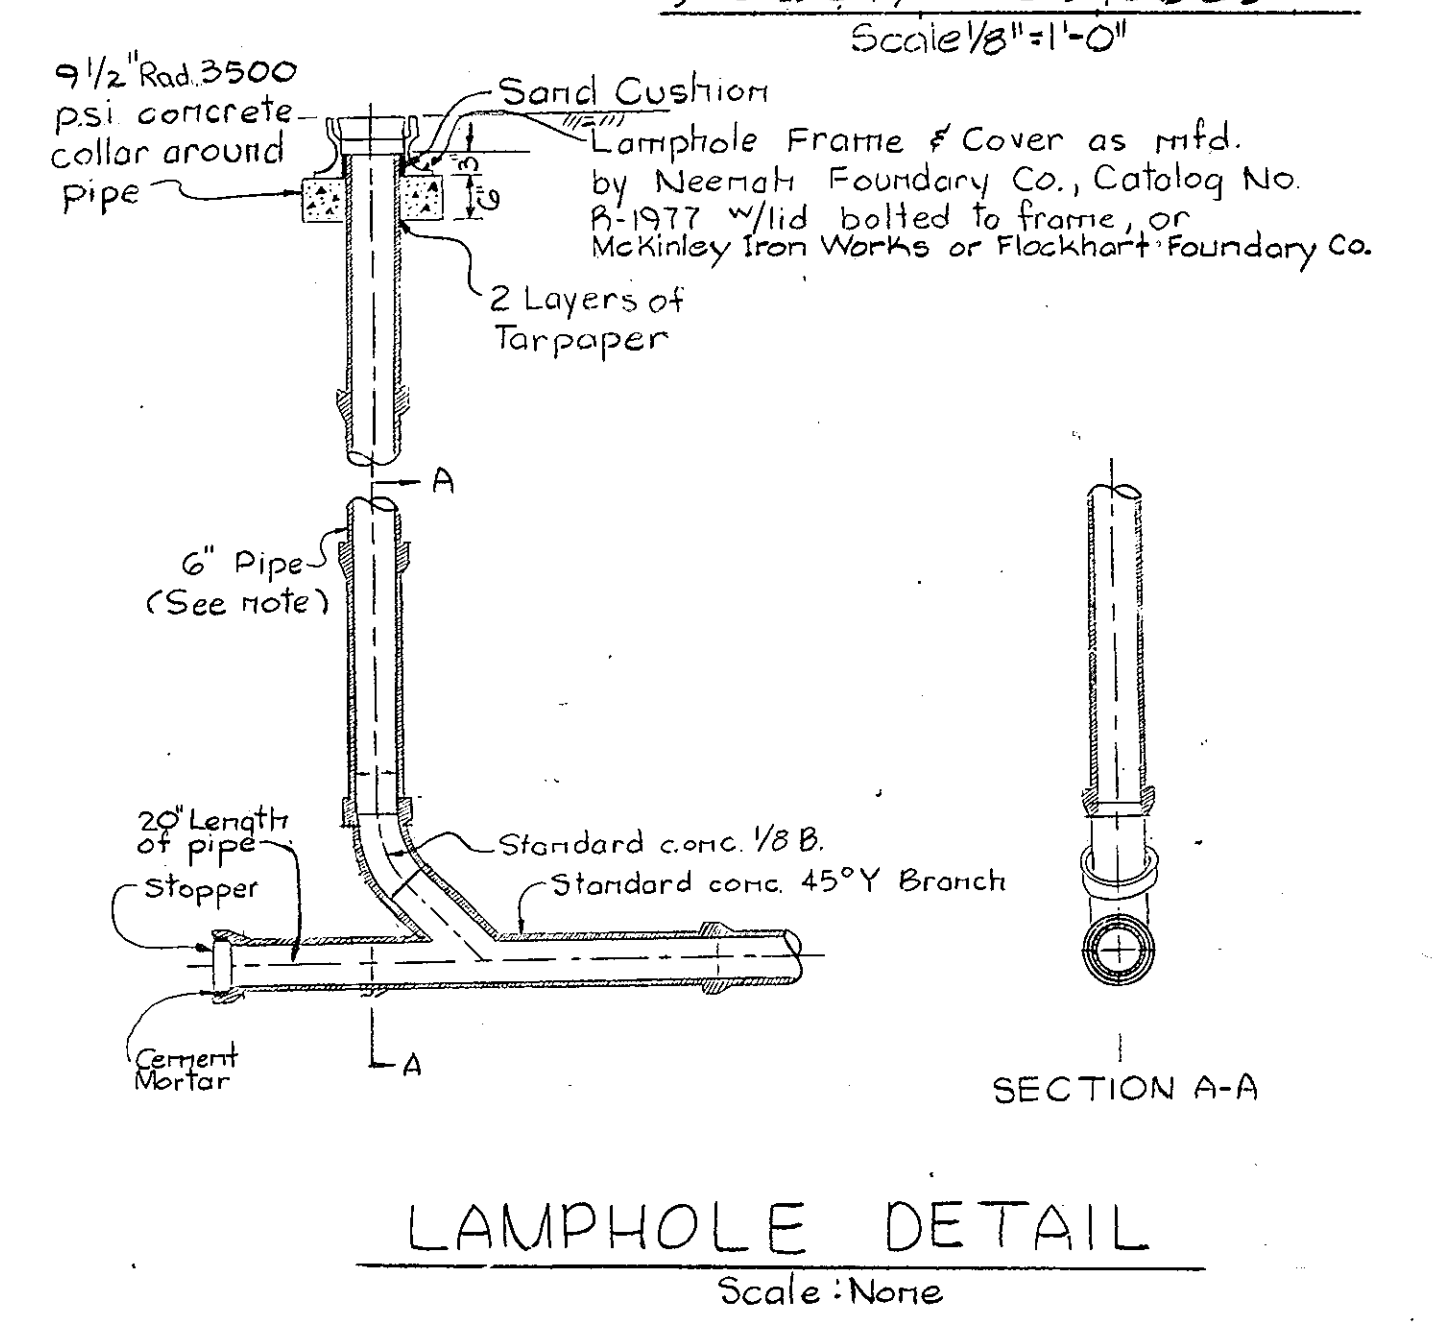 Scale 1/8"=1'-0"
9 1/2" Rad. 3500
psi concrete
collar around
pipe
Sand Cushion
Lamphole Frame & Cover as mfd.
by Neenah Foundary Co., Catalog No.
R-1977 w/lid bolted to frame, or
McKinley Iron Works or Flockhart Foundary Co.
3"
6"
2 Layers of
Tarpaper
A
6" Pipe
(See note)
20" Length
of pipe
Stopper
Standard conc. 1/8 B.
Standard conc. 45° Y Branch
Cement
Mortar
A
SECTION A-A
LAMPHOLE DETAIL
Scale: None